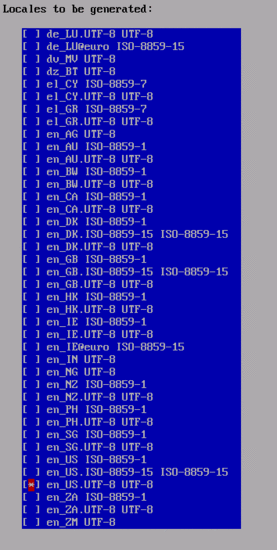 Locales to be generated:
[ ] de_LU.UTF-8 UTF-8
[ ] de_LU@euro ISO-8859-15
[ ] dv_MV UTF-8
[ ] dz_BT UTF-8
[ ] el_CY ISO-8859-7
[ ] el_CY.UTF-8 UTF-8
[ ] el_GR ISO-8859-7
[ ] el_GR.UTF-8 UTF-8
[ ] en_AG UTF-8
[ ] en_AU ISO-8859-1
[ ] en_AU.UTF-8 UTF-8
[ ] en_BW ISO-8859-1
[ ] en_BW.UTF-8 UTF-8
[ ] en_CA ISO-8859-1
[ ] en_CA.UTF-8 UTF-8
[ ] en_DK ISO-8859-1
[ ] en_DK.ISO-8859-15 ISO-8859-15
[ ] en_DK.UTF-8 UTF-8
[ ] en_GB ISO-8859-1
[ ] en_GB.ISO-8859-15 ISO-8859-15
[ ] en_GB.UTF-8 UTF-8
[ ] en_HK ISO-8859-1
[ ] en_HK.UTF-8 UTF-8
[ ] en_IE ISO-8859-1
[ ] en_IE.UTF-8 UTF-8
[ ] en_IE@euro ISO-8859-15
[ ] en_IN UTF-8
[ ] en_NG UTF-8
[ ] en_NZ ISO-8859-1
[ ] en_NZ.UTF-8 UTF-8
[ ] en_PH ISO-8859-1
[ ] en_PH.UTF-8 UTF-8
[ ] en_SG ISO-8859-1
[ ] en_SG.UTF-8 UTF-8
[ ] en_US ISO-8859-1
[ ] en_US.ISO-8859-15 ISO-8859-15
[*] en_US.UTF-8 UTF-8
[ ] en_ZA ISO-8859-1
[ ] en_ZA.UTF-8 UTF-8
[ ] en_ZM UTF-8